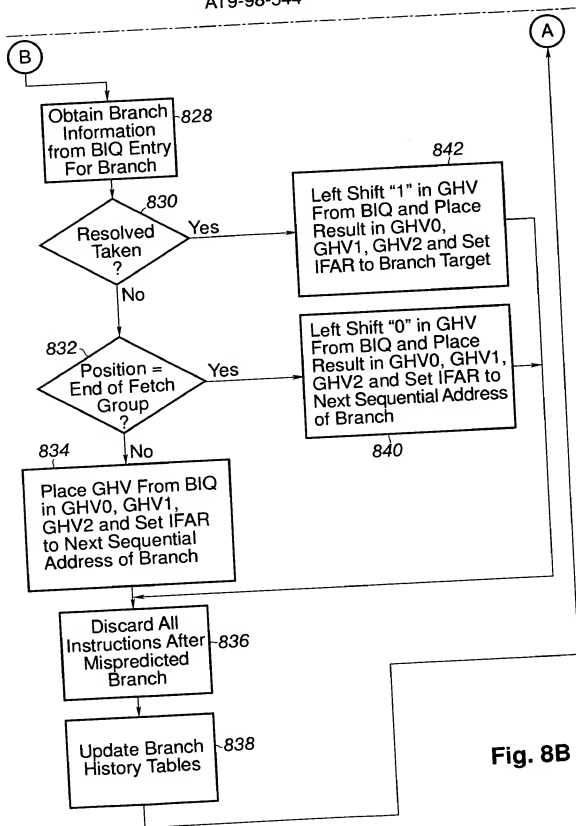 AT9-98-544
B
A
Obtain Branch
Information
from BIQ Entry
For Branch
828
830
Resolved
Taken
?
Yes
No
842
Left Shift "1" in GHV
From BIQ and Place
Result in GHV0,
GHV1, GHV2 and Set
IFAR to Branch Target
832
Position =
End of Fetch
Group
?
Yes
No
Left Shift "0" in GHV
From BIQ and Place
Result in GHV0, GHV1,
GHV2 and Set IFAR to
Next Sequential Address
of Branch
840
834
Place GHV From BIQ
in GHV0, GHV1,
GHV2 and Set IFAR
to Next Sequential
Address of Branch
Discard All
Instructions After
Mispredicted
Branch
836
Update Branch
History Tables
838
Fig. 8B